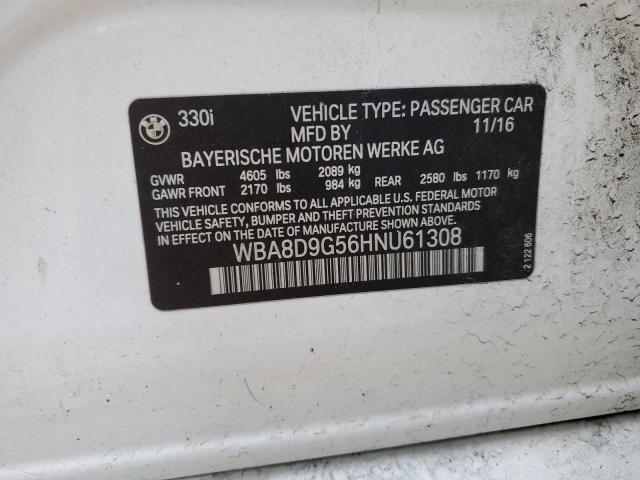 BMW
330i VEHICLE TYPE: PASSENGER CAR
MFD BY 11/16
BAYERISCHE MOTOREN WERKE AG
GVWR 4605 lbs 2089 kg
GAWR FRONT 2170 lbs 984 kg REAR 2580 lbs 1170 kg
THIS VEHICLE CONFORMS TO ALL APPLICABLE U.S. FEDERAL MOTOR
VEHICLE SAFETY, BUMPER, AND THEFT PREVENTION STANDARDS
IN EFFECT ON THE DATE OF MANUFACTURE SHOWN ABOVE.
WBA8D9G56HNU61308
2 122 606